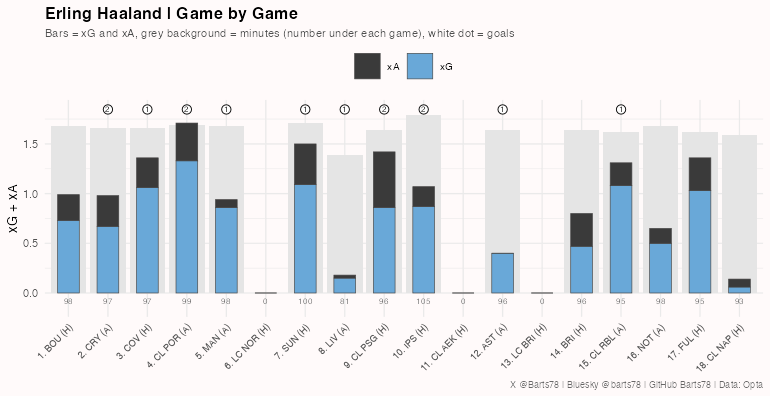 Erling Haaland | Game by Game
Bars = xG and xA, grey background = minutes (number under each game), white dot = goals
xA xG
2 1 2 1 1 1 2 2 1 1
xG + xA
1.5
1.0
0.5
0.0
98 97 97 99 98 0 100 81 96 105 0 96 0 96 95 98 95 93
1. BOU (H)
2. CRY (A)
3. COV (H)
4. CL POR (A)
5. MAN (A)
6. LC NOR (H)
7. SUN (H)
8. LIV (A)
9. CL PSG (H)
10. IPS (H)
11. CL AEK (H)
12. AST (A)
13. LC BRI (H)
14. BRI (H)
15. CL RBL (A)
16. NOT (A)
17. FUL (H)
18. CL NAP (H)
X @Barts78 | Bluesky @barts78 | GitHub Barts78 | Data: Opta